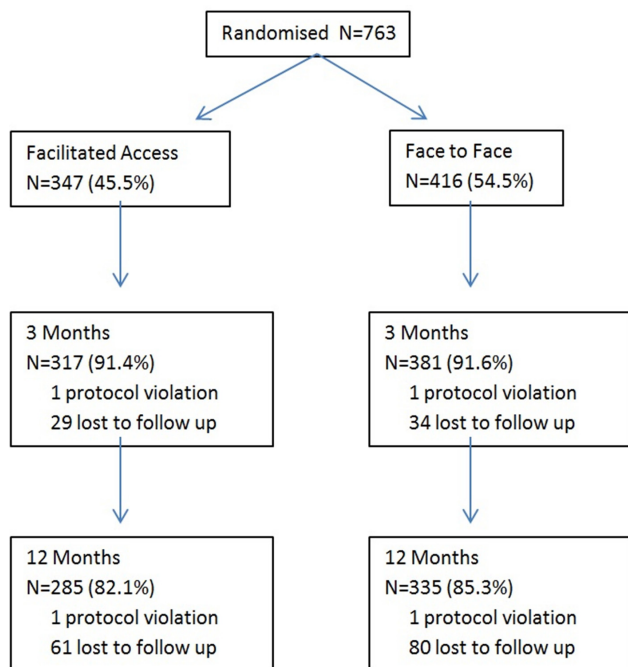 Randomised  N=763
Facilitated Access
N=347 (45.5%)
Face to Face
N=416 (54.5%)
3 Months
N=317 (91.4%)
1 protocol violation
29 lost to follow up
3 Months
N=381 (91.6%)
1 protocol violation
34 lost to follow up
12 Months
N=285 (82.1%)
1 protocol violation
61 lost to follow up
12 Months
N=335 (85.3%)
1 protocol violation
80 lost to follow up